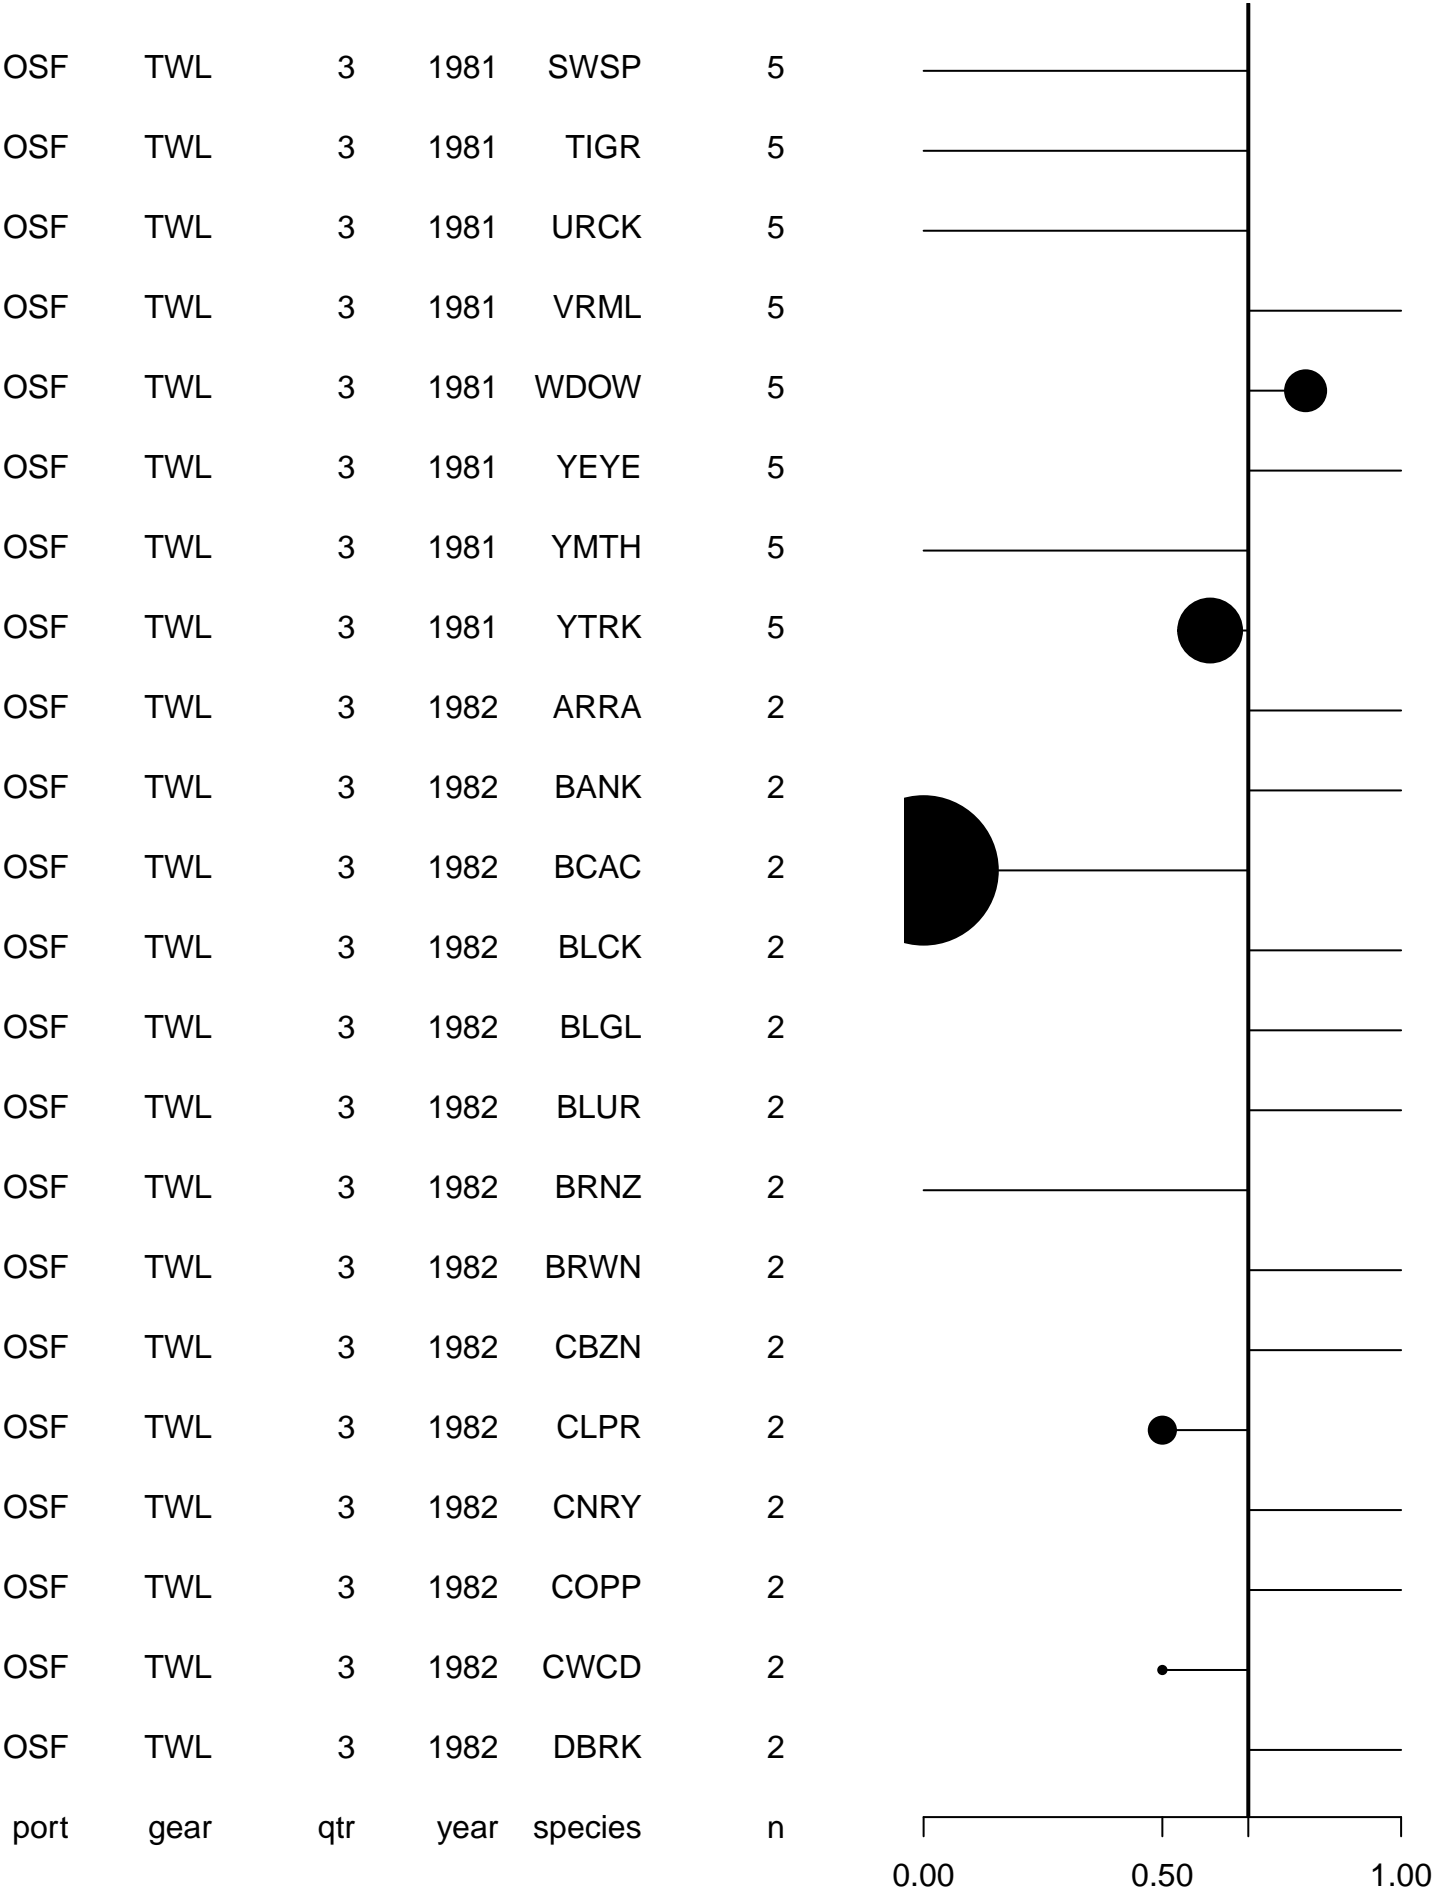 OSF TWL 3 1981 SWSP 5
OSF TWL 3 1981 TIGR 5
OSF TWL 3 1981 URCK 5
OSF TWL 3 1981 VRML 5
OSF TWL 3 1981 WDOW 5
OSF TWL 3 1981 YEYE 5
OSF TWL 3 1981 YMTH 5
OSF TWL 3 1981 YTRK 5
OSF TWL 3 1982 ARRA 2
OSF TWL 3 1982 BANK 2
OSF TWL 3 1982 BCAC 2
OSF TWL 3 1982 BLCK 2
OSF TWL 3 1982 BLGL 2
OSF TWL 3 1982 BLUR 2
OSF TWL 3 1982 BRNZ 2
OSF TWL 3 1982 BRWN 2
OSF TWL 3 1982 CBZN 2
OSF TWL 3 1982 CLPR 2
OSF TWL 3 1982 CNRY 2
OSF TWL 3 1982 COPP 2
OSF TWL 3 1982 CWCD 2
OSF TWL 3 1982 DBRK 2
port gear qtr year species n
0.00 0.50 1.00